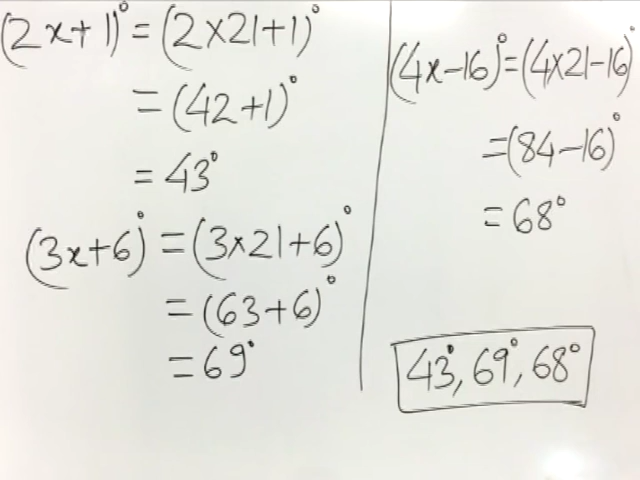 (2x+1)° = (2×21+1)°
= (42+1)°
= 43°
(3x+6)° = (3×21+6)°
= (63+6)°
= 69°
(4x-16)° = (4×21-16)°
= (84-16)°
= 68°
43°, 69°, 68°